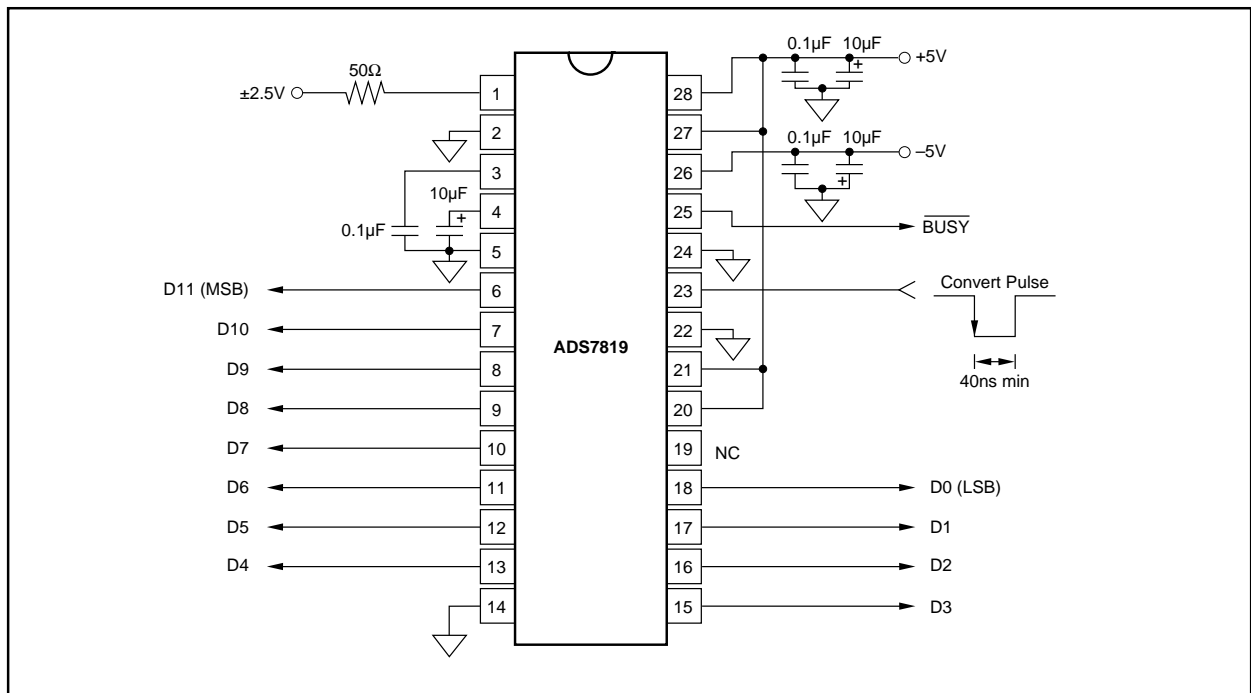 0.1µF 10µF
+5V
50Ω
±2.5V
1 28
2 27
0.1µF 10µF
–5V
3 26
10µF
+
4 25
BUSY
0.1µF
5 24
D11 (MSB) 6 23 Convert Pulse
D10 7 22
ADS7819
D9 8 21
40ns min
D8 9 20
D7 10 19 NC
D6 11 18 D0 (LSB)
D5 12 17 D1
D4 13 16 D2
14 15 D3